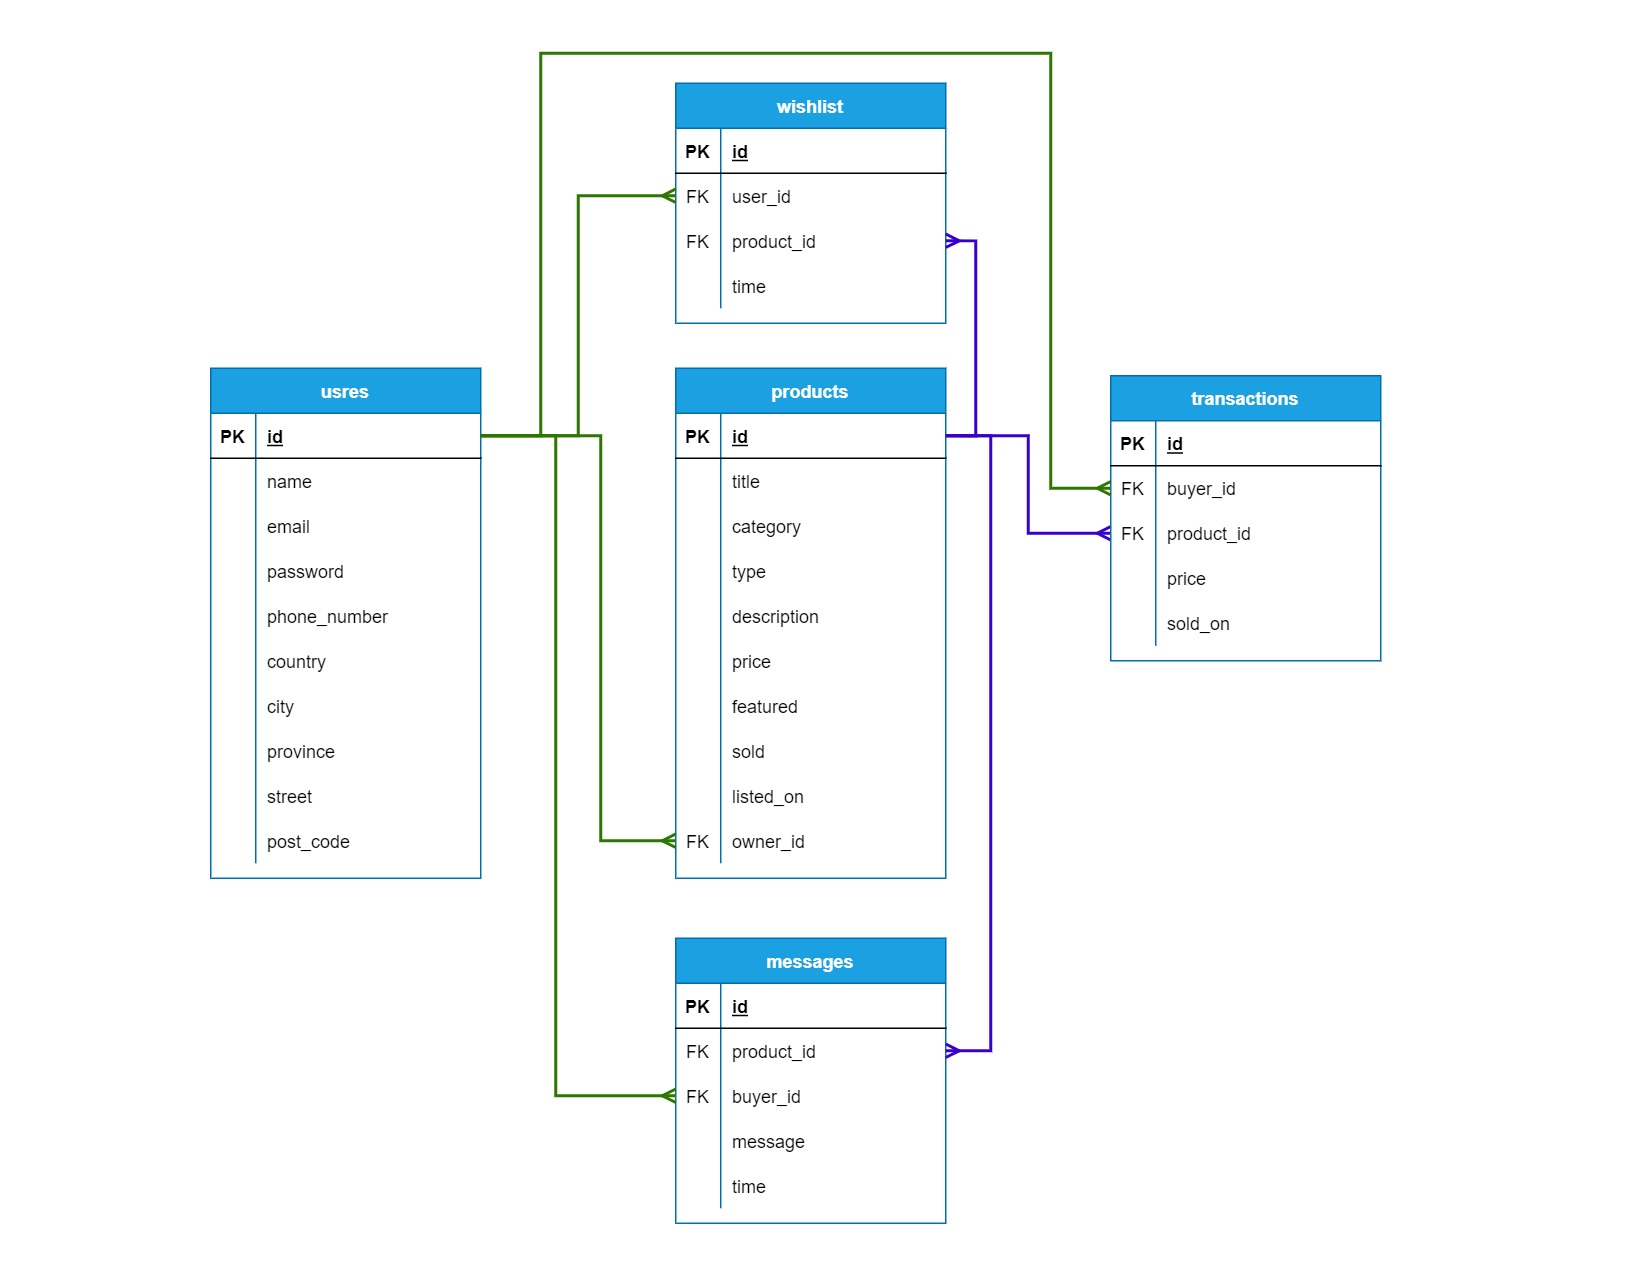 wishlist
PK id
FK user_id
FK product_id
time
usres
PK id
name
email
password
phone_number
country
city
province
street
post_code
products
PK id
title
category
type
description
price
featured
sold
listed_on
FK owner_id
transactions
PK id
FK buyer_id
FK product_id
price
sold_on
messages
PK id
FK product_id
FK buyer_id
message
time